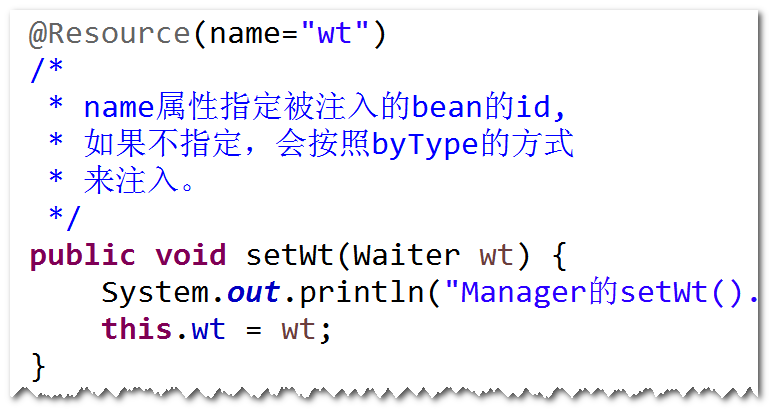 @Resource(name="wt")
/*
 * name属性指定被注入的bean的id,
 * 如果不指定，会按照byType的方式
 * 来注入。
 */
public void setWt(Waiter wt) {
    System.out.println("Manager的setWt().
    this.wt = wt;
}